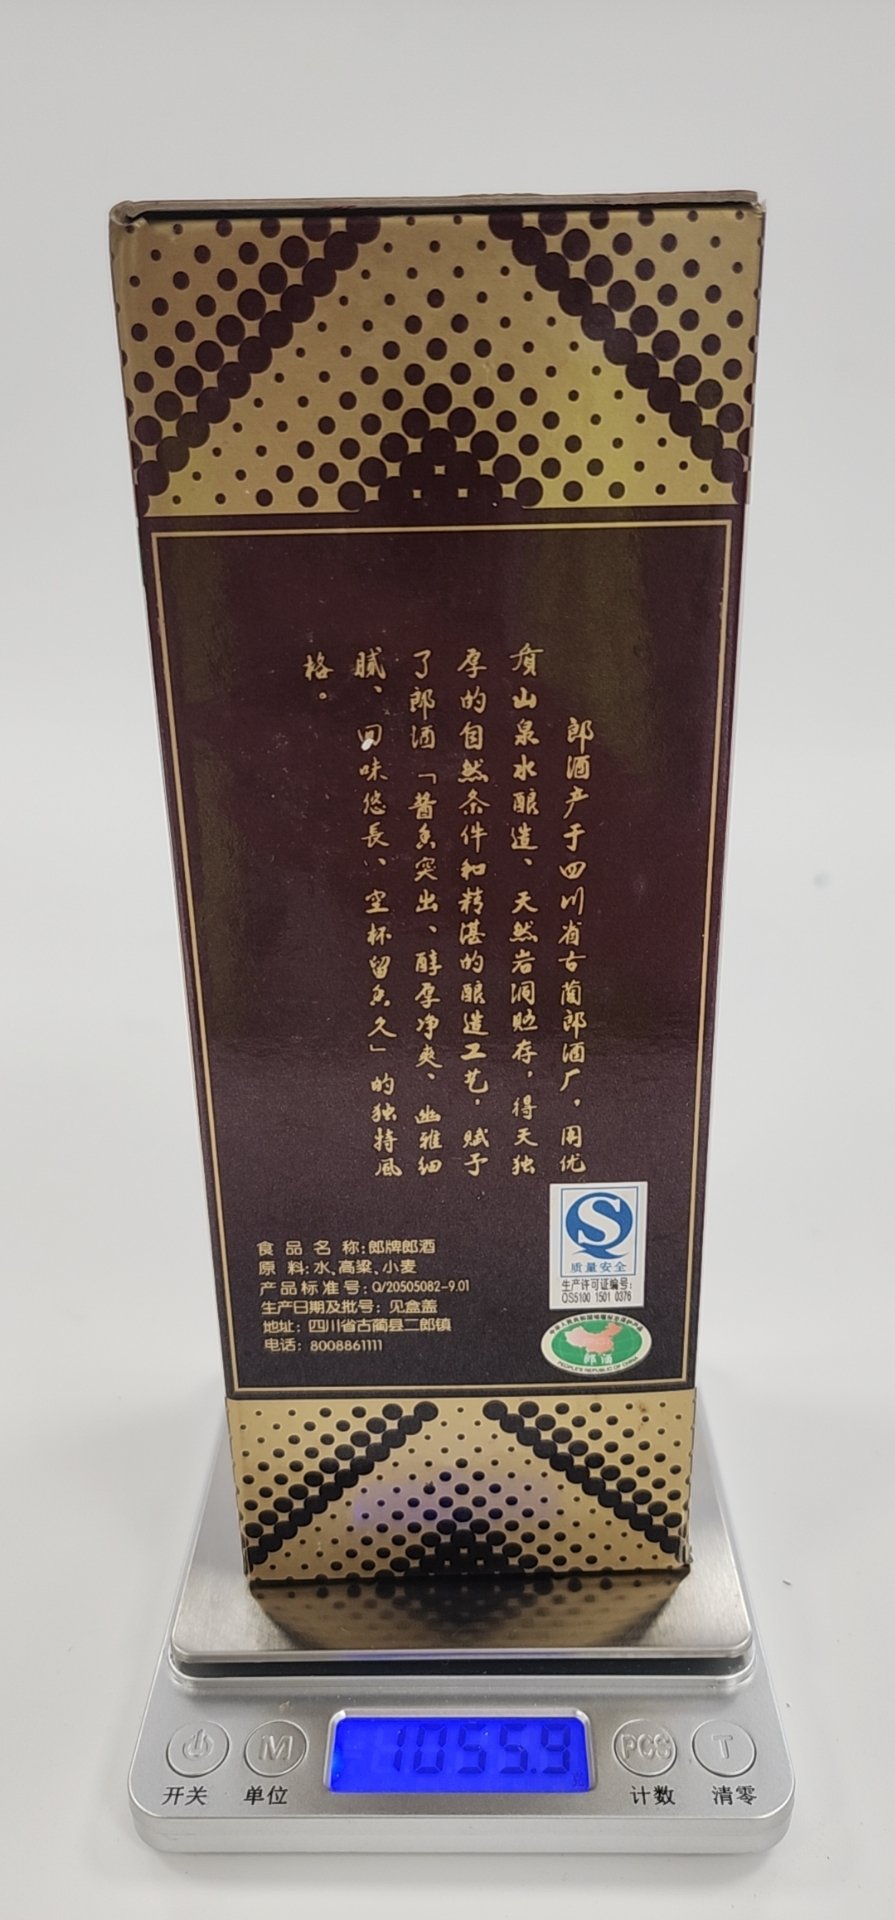 郎酒产于四川省古蔺郎酒厂，用优
质山泉水酿造、天然岩洞贮存，得天独
厚的自然条件和精湛的酿造工艺，赋予
了郎酒「酱香突出、醇厚净爽、幽雅细
腻、回味悠長、空杯留香久」的独特风
格。
质量安全
生产许可证编号：
QS5100 1501 0376
郎酒
PEOPLE'S REPUBLIC OF CHINA
食品名称：郎牌郎酒
原料：水、高粱、小麦
产品标准号：Q/20505082-9.01
生产日期及批号：见盒盖
地址：四川省古蔺县二郎镇
电话：8008861111
1055.9
M
PCS
T
开关
单位
计数
清零